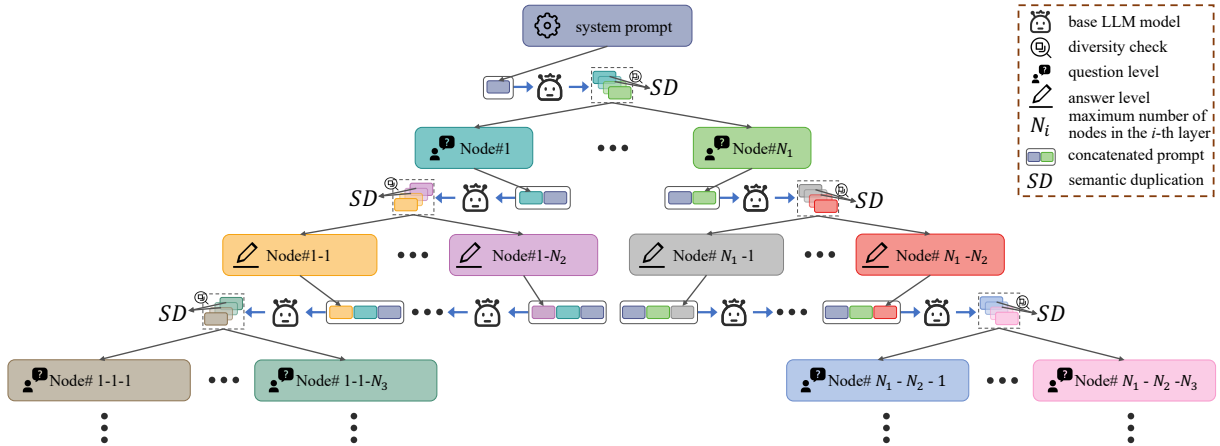 system prompt
SD
Node#1
Node#N₁
SD
SD
Node#1-1
Node#1-N₂
Node# N₁ -1
Node# N₁ -N₂
SD
SD
Node# 1-1-1
Node# 1-1-N₃
Node# N₁ - N₂ - 1
Node# N₁ - N₂ -N₃
base LLM model
diversity check
question level
answer level
Nᵢ maximum number of
nodes in the i-th layer
concatenated prompt
SD semantic duplication